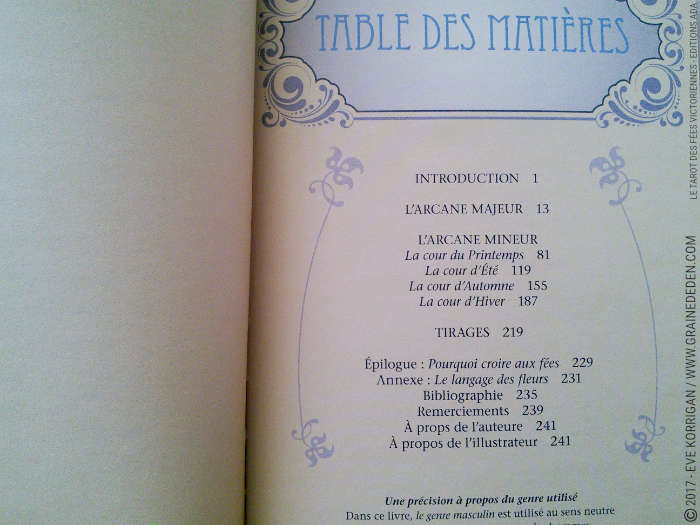 TABLE DES MATIÈRES
INTRODUCTION 1
L'ARCANE MAJEUR 13
L'ARCANE MINEUR
La cour du Printemps 81
La cour d'Été 119
La cour d'Automne 155
La cour d'Hiver 187
TIRAGES 219
Épilogue : Pourquoi croire aux fées 229
Annexe : Le langage des fleurs 231
Bibliographie 235
Remerciements 239
À props de l'auteure 241
À propos de l'illustrateur 241
Une précision à propos du genre utilisé
Dans ce livre, le genre masculin est utilisé au sens neutre
© 2017 - EVE KORRIGAN / WWW.GRAINEDEDEN.COM
LE TAROT DES FÉES VICTORIENNES - EDITIONS ADA